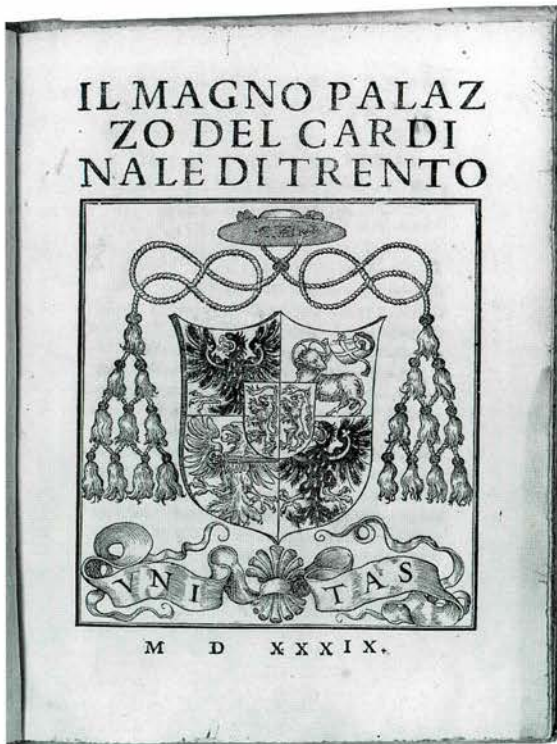 IL MAGNO PALAZ
ZO DEL CARDI
NALE DI TRENTO
VNI TAS
M D XXXIX.